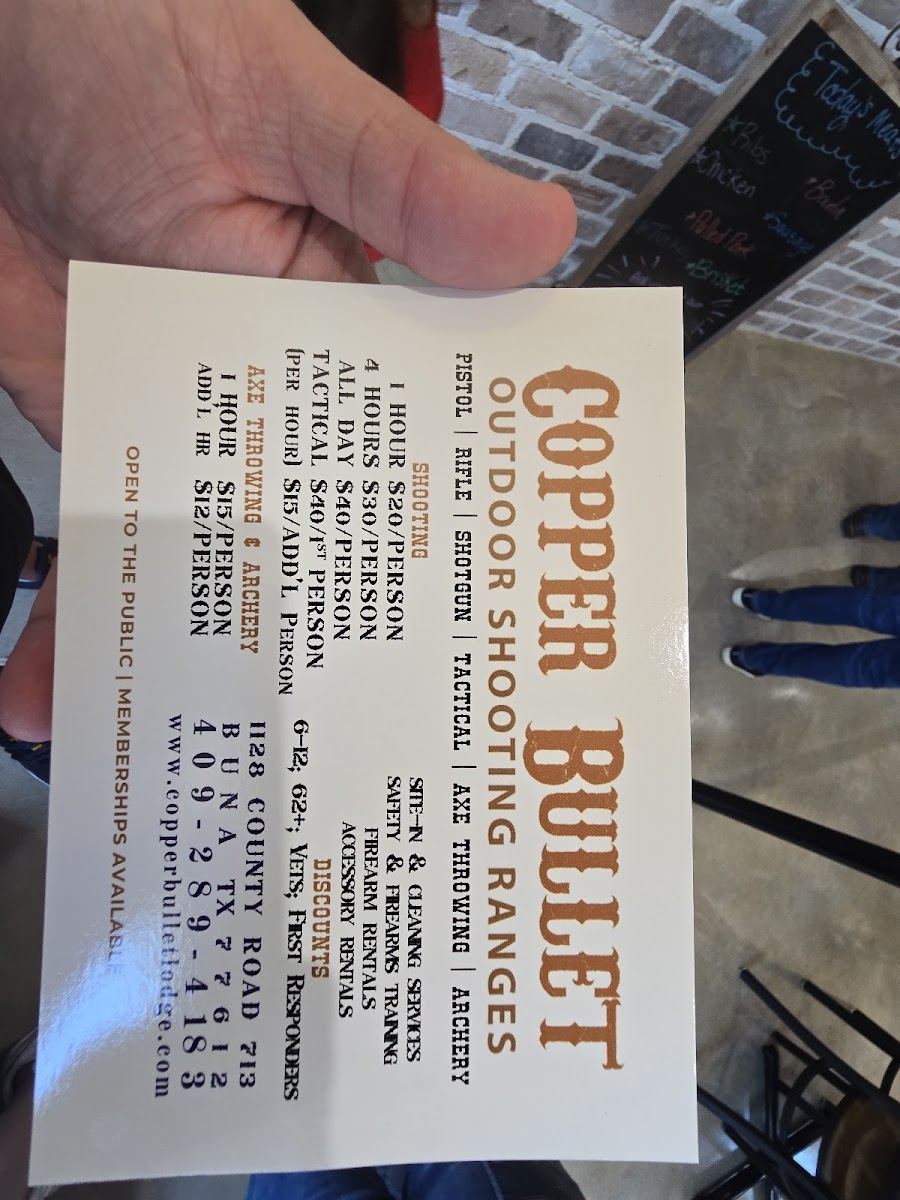 COPPER BULLET
OUTDOOR SHOOTING RANGES
PISTOL | RIFLE | SHOTGUN | TACTICAL | AXE THROWING | ARCHERY
SHOOTING
1 HOUR $20/PERSON
4 HOURS $30/PERSON
ALL DAY $40/PERSON
TACTICAL $40/1ST PERSON
(PER HOUR) $15/ADD'L PERSON
AXE THROWING & ARCHERY
1 HOUR $15/PERSON
ADD'L HR $12/PERSON
SITE-IN & CLEANING SERVICES
SAFETY & FIREARMS TRAINING
FIREARM RENTALS
ACCESSORY RENTALS
DISCOUNTS
6-12; 62+; VETS; FIRST RESPONDERS
1128 COUNTY ROAD 713
BUNA TX 77612
409-289-4183
www.copperbulletlodge.com
OPEN TO THE PUBLIC | MEMBERSHIPS AVAILABLE
Today's Meats
*Ribs
*Chicken
*Pulled Pork
*Sausage
*Brisket